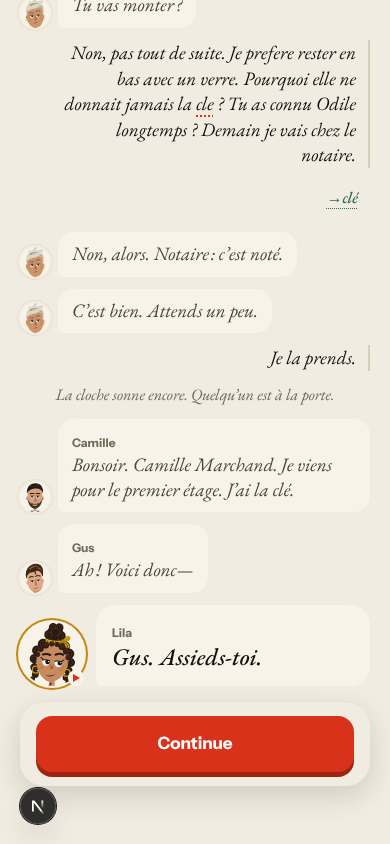 Tu vas monter ?
Non, pas tout de suite. Je prefere rester en
bas avec un verre. Pourquoi elle ne
donnait jamais la cle ? Tu as connu Odile
longtemps ? Demain je vais chez le
notaire.
→clé
Non, alors. Notaire : c’est noté.
C’est bien. Attends un peu.
Je la prends.
La cloche sonne encore. Quelqu’un est à la porte.
Camille
Bonsoir. Camille Marchand. Je viens
pour le premier étage. J’ai la clé.
Gus
Ah ! Voici donc—
Lila
Gus. Assieds-toi.
Continue
N